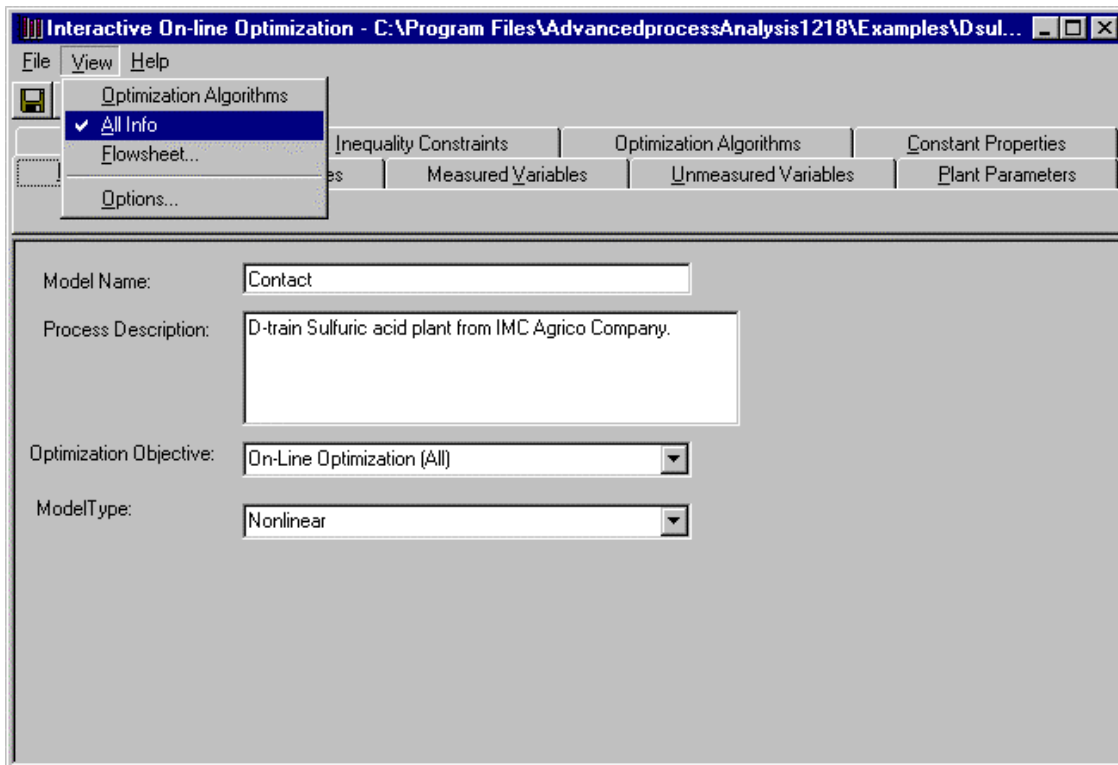 Interactive On-line Optimization - C:\Program Files\AdvancedprocessAnalysis1218\Examples\Dsul...
File View Help
Optimization Algorithms
All Info
Flowsheet...
Options...
Inequality Constraints Optimization Algorithms Constant Properties
Measured Variables Unmeasured Variables Plant Parameters
Model Name: Contact
Process Description: D-train Sulfuric acid plant from IMC Agrico Company.
Optimization Objective: On-Line Optimization (All)
ModelType: Nonlinear